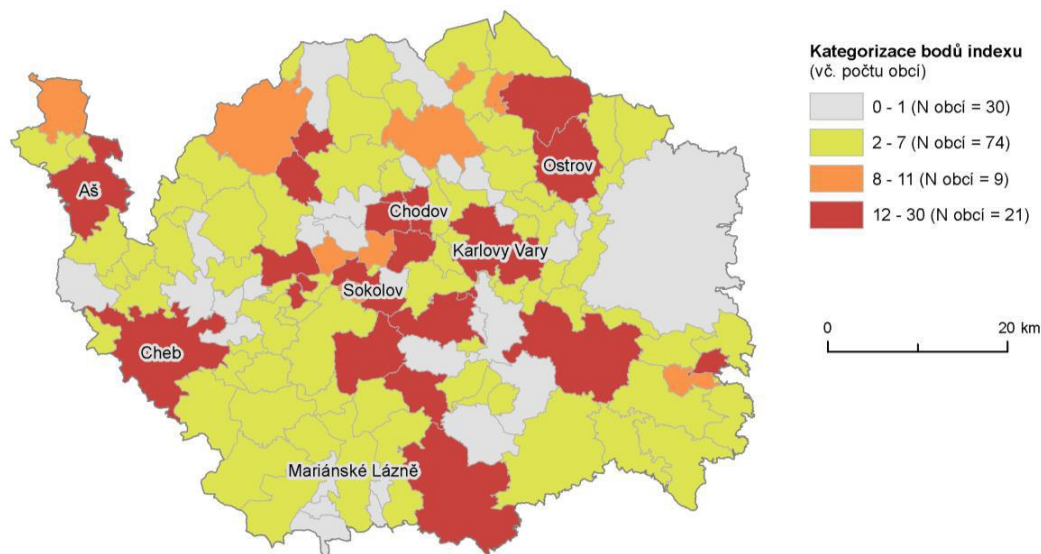 Kategorizace bodů indexu
(vč. počtu obcí)
0 - 1 (N obcí = 30)
2 - 7 (N obcí = 74)
8 - 11 (N obcí = 9)
12 - 30 (N obcí = 21)
Ostrov
Aš
Chodov
Karlovy Vary
Sokolov
0
20 km
Cheb
Mariánské Lázně